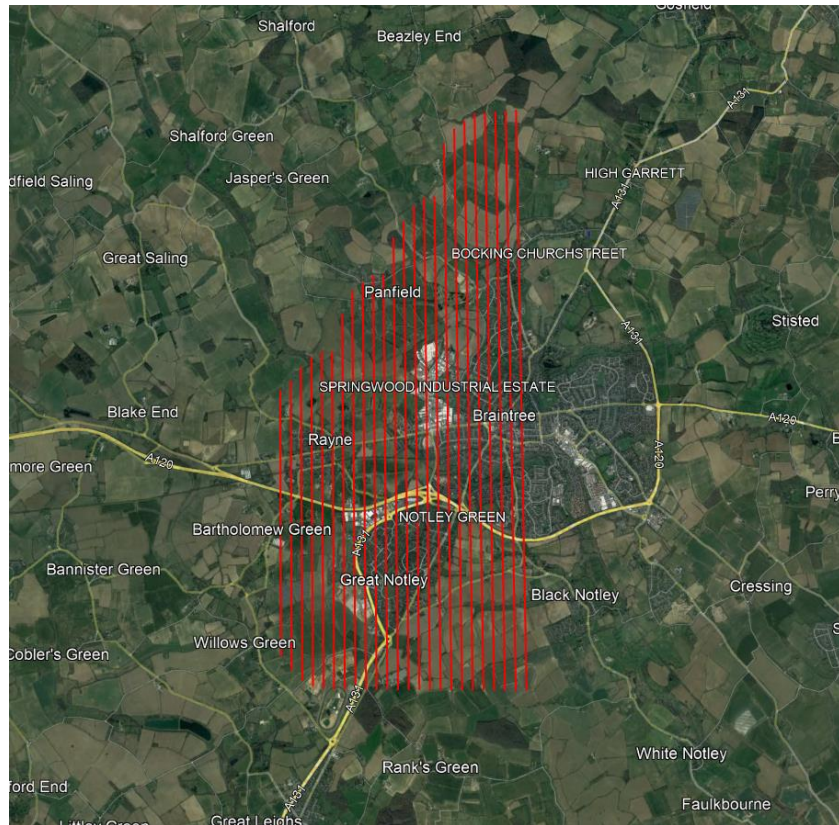 Shalford
Beazley End
A131
Shalford Green
HIGH GARRETT
Jasper's Green
dfield Saling
A131
BOCKING CHURCHSTREET
Great Saling
Panfield
Stisted
A131
SPRINGWOOD INDUSTRIAL ESTATE
Blake End
Braintree
A120
Rayne
A120
A120
more Green
Perry
NOTLEY GREEN
Bartholomew Green
A131
Bannister Green
Great Notley
Cressing
Black Notley
Willows Green
Cobler's Green
A131
White Notley
Rank's Green
ford End
A131
Faulkbourne
Great Leighs